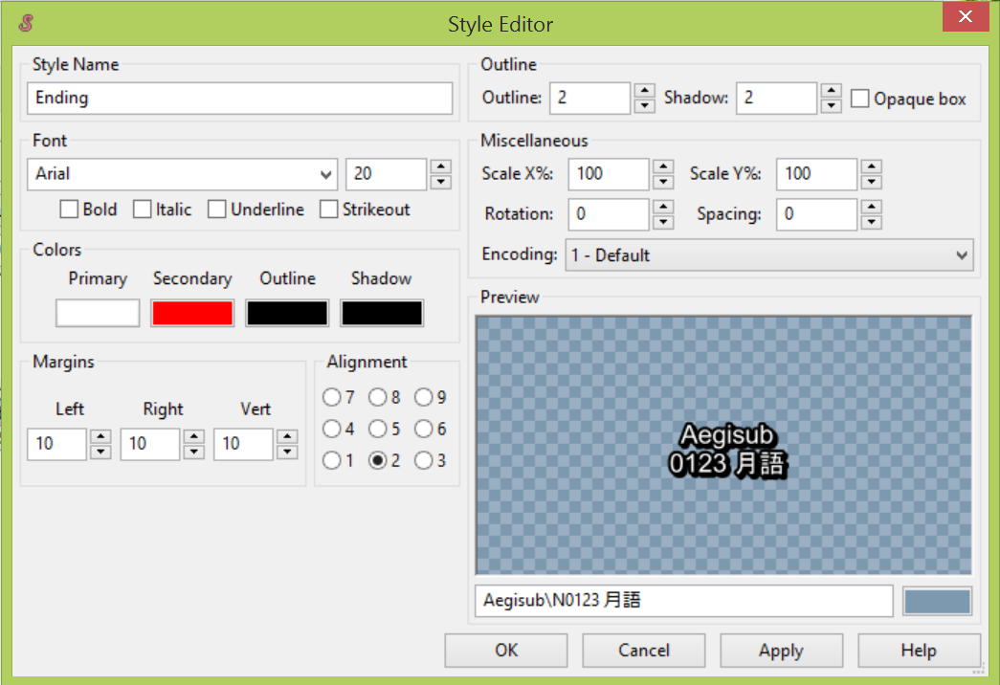 Style Editor
Style Name
Ending
Font
Arial
20
Bold Italic Underline Strikeout
Colors
Primary Secondary Outline Shadow
Margins
Left Right Vert
10 10 10
Alignment
7 8 9
4 5 6
1 2 3
Outline
Outline: 2 Shadow: 2 Opaque box
Miscellaneous
Scale X%: 100 Scale Y%: 100
Rotation: 0 Spacing: 0
Encoding: 1 - Default
Preview
Aegisub
0123 月語
Aegisub\N0123 月語
OK Cancel Apply Help